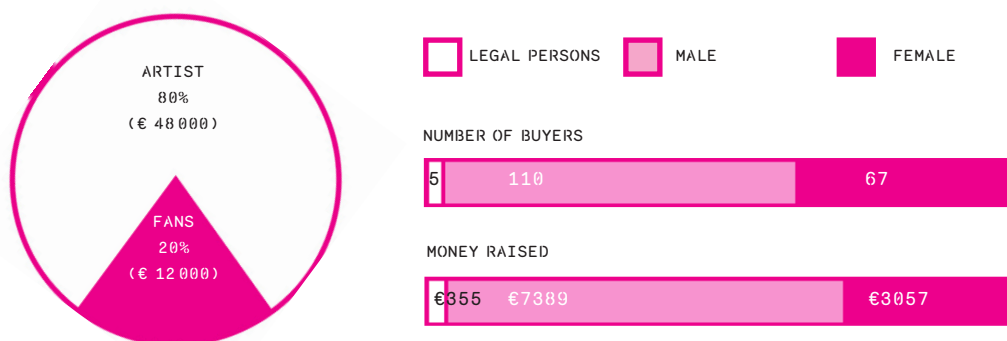 ARTIST
80%
(€ 48 000)
FANS
20%
(€ 12 000)
LEGAL PERSONS MALE FEMALE
NUMBER OF BUYERS
5 110 67
MONEY RAISED
€355 €7389 €3057